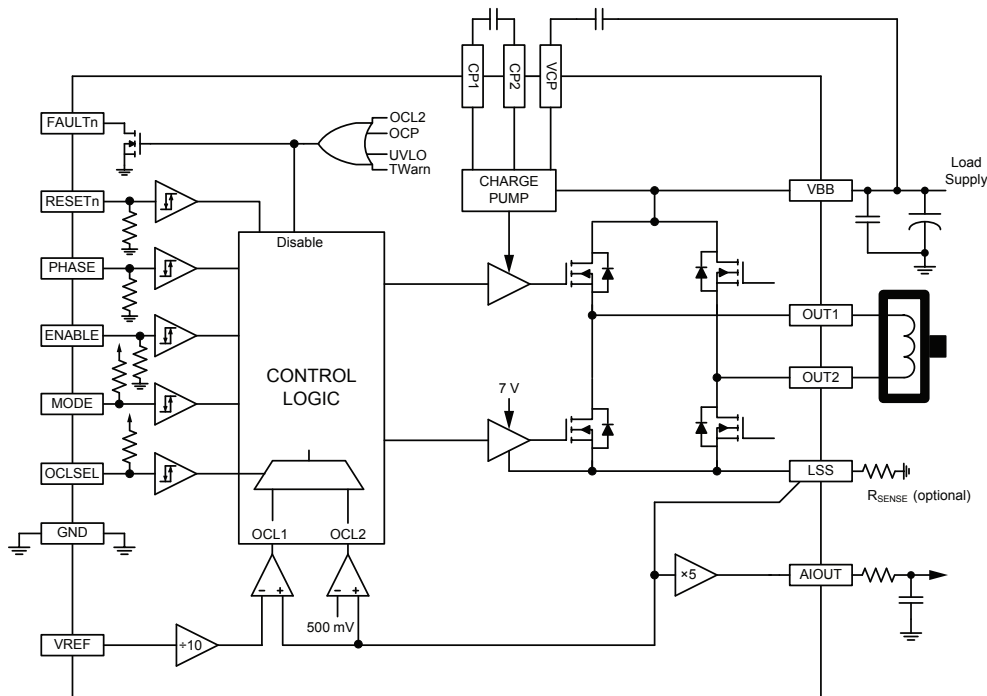 CP1
CP2
VCP
FAULTn
OCL2
OCP
UVLO
TWarn
CHARGE
PUMP
VBB
Load
Supply
RESETn
Disable
PHASE
ENABLE
OUT1
CONTROL
LOGIC
OUT2
7 V
MODE
OCLSEL
LSS
RSENSE (optional)
GND
OCL1
OCL2
×5
AIOUT
– +
– +
500 mV
VREF
÷10